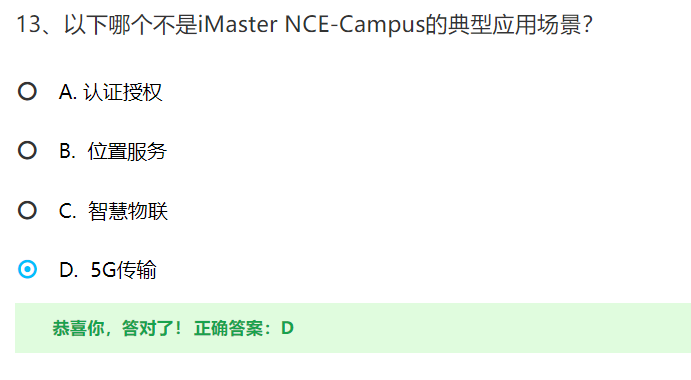 13、以下哪个不是iMaster NCE-Campus的典型应用场景?
A. 认证授权
B. 位置服务
C. 智慧物联
D. 5G传输
恭喜你，答对了！正确答案：D